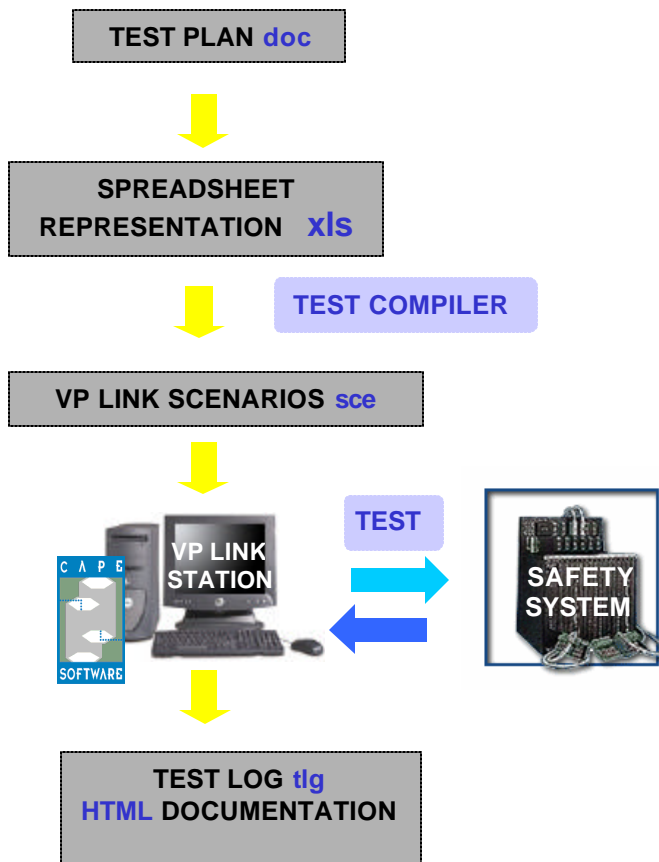 TEST PLAN doc
SPREADSHEET
REPRESENTATION xls
TEST COMPILER
VP LINK SCENARIOS sce
TEST
VP LINK
STATION
SAFETY
SYSTEM
CAPE
SOFTWARE
TEST LOG tlg
HTML DOCUMENTATION